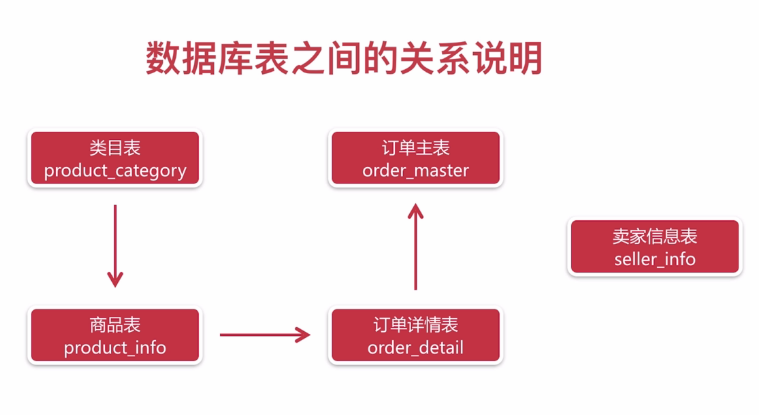 数据库表之间的关系说明
类目表
product_category
订单主表
order_master
卖家信息表
seller_info
商品表
product_info
订单详情表
order_detail